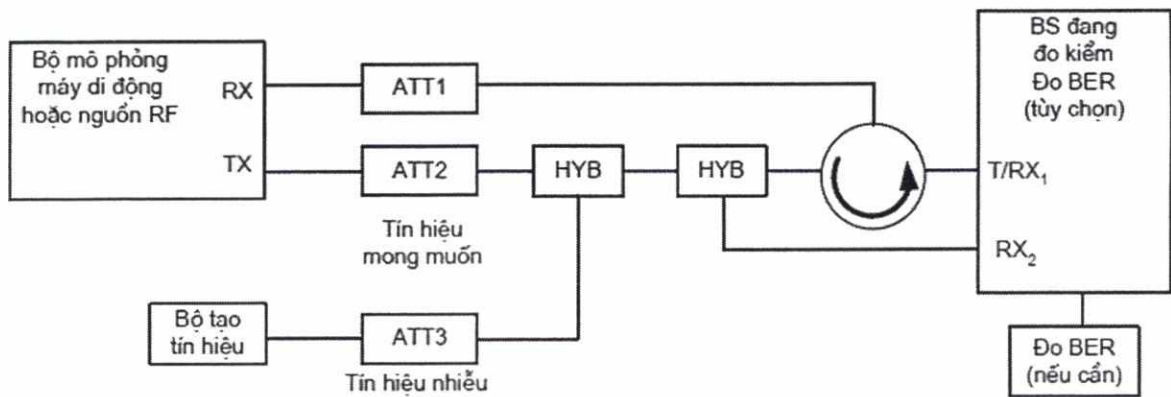 Bộ mô phỏng
máy di động
hoặc nguồn RF
RX
TX
ATT1
ATT2
Tín hiệu
mong muốn
HYB
HYB
BS đang
đo kiểm
Đo BER
(tùy chọn)
T/RX₁
RX₂
Bộ tạo
tín hiệu
ATT3
Tín hiệu nhiễu
Đo BER
(nếu cần)